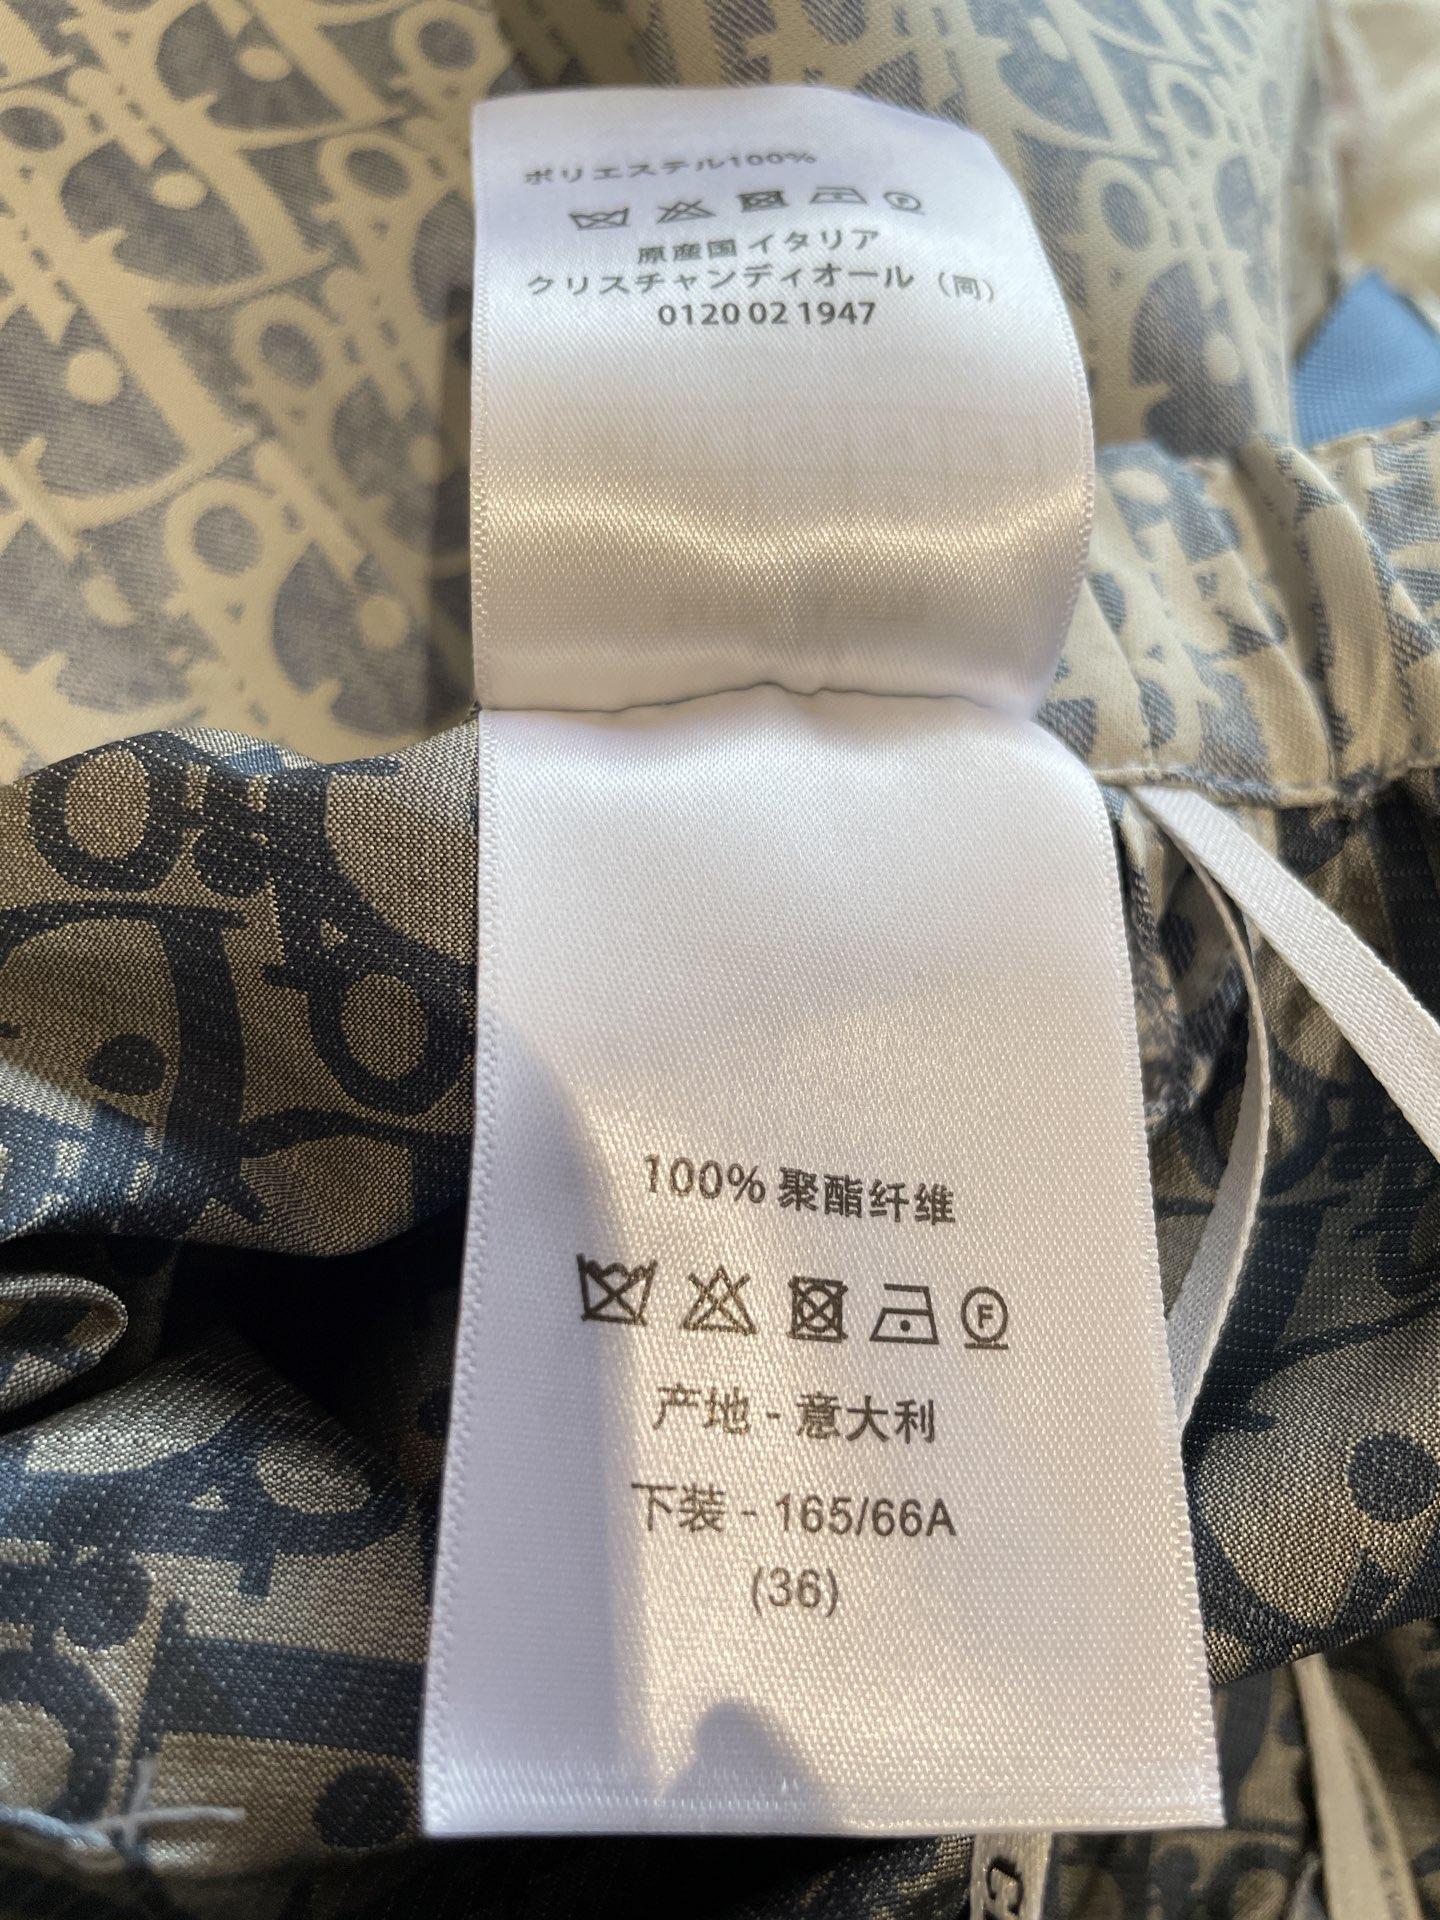 ポリエステル100%
原産国 イタリア
クリスチャンディオール (同)
0120 02 1947
100% 聚酯纤维
F
产地 - 意大利
下装 - 165/66A
(36)